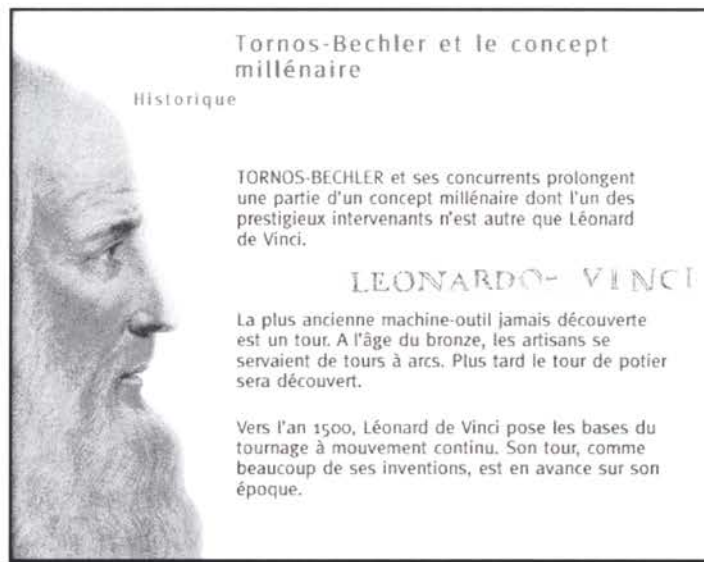 Tornos-Bechler et le concept
millénaire
Historique
TORNOS-BECHLER et ses concurrents prolongent
une partie d'un concept millénaire dont l'un des
prestigieux intervenants n'est autre que Léonard
de Vinci.
LEONARDO- VINCI
La plus ancienne machine-outil jamais découverte
est un tour. A l'âge du bronze, les artisans se
servaient de tours à arcs. Plus tard le tour de potier
sera découvert.
Vers l'an 1500, Léonard de Vinci pose les bases du
tournage à mouvement continu. Son tour, comme
beaucoup de ses inventions, est en avance sur son
époque.